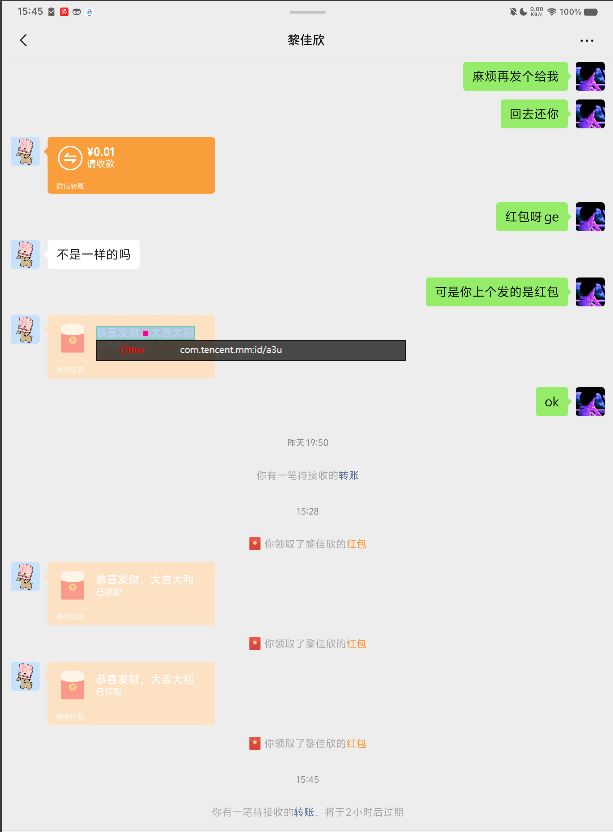 15:45
0.00
KB/s
100%
黎佳欣
麻烦再发个给我
回去还你
¥0.01
请收款
微信转账
红包呀ge
不是一样的吗
可是你上个发的是红包
恭喜发财，大吉大利
Other com.tencent.mm:id/a3u
微信红包
ok
昨天19:50
你有一笔待接收的转账
15:28
你领取了黎佳欣的红包
恭喜发财，大吉大利
已领取
微信红包
你领取了黎佳欣的红包
恭喜发财，大吉大利
已领取
微信红包
你领取了黎佳欣的红包
15:45
你有一笔待接收的转账，将于2小时后过期